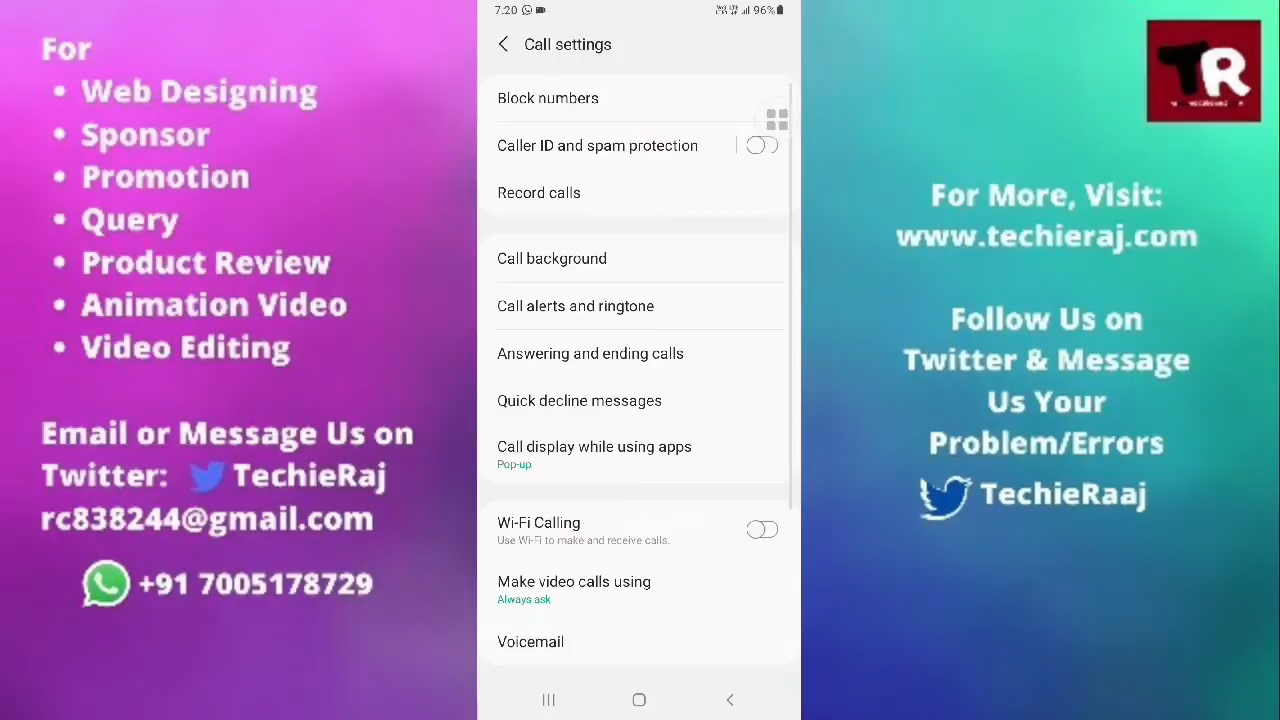 For
• Web Designing
• Sponsor
• Promotion
• Query
• Product Review
• Animation Video
• Video Editing
Email or Message Us on
Twitter: TechieRaj
rc838244@gmail.com
+91 7005178729
7:20
96%
Call settings
Block numbers
Caller ID and spam protection
Record calls
Call background
Call alerts and ringtone
Answering and ending calls
Quick decline messages
Call display while using apps
Pop-up
Wi-Fi Calling
Use Wi-Fi to make and receive calls.
Make video calls using
Always ask
Voicemail
TR
For More, Visit:
www.techieraj.com
Follow Us on
Twitter & Message
Us Your
Problem/Errors
TechieRaaj